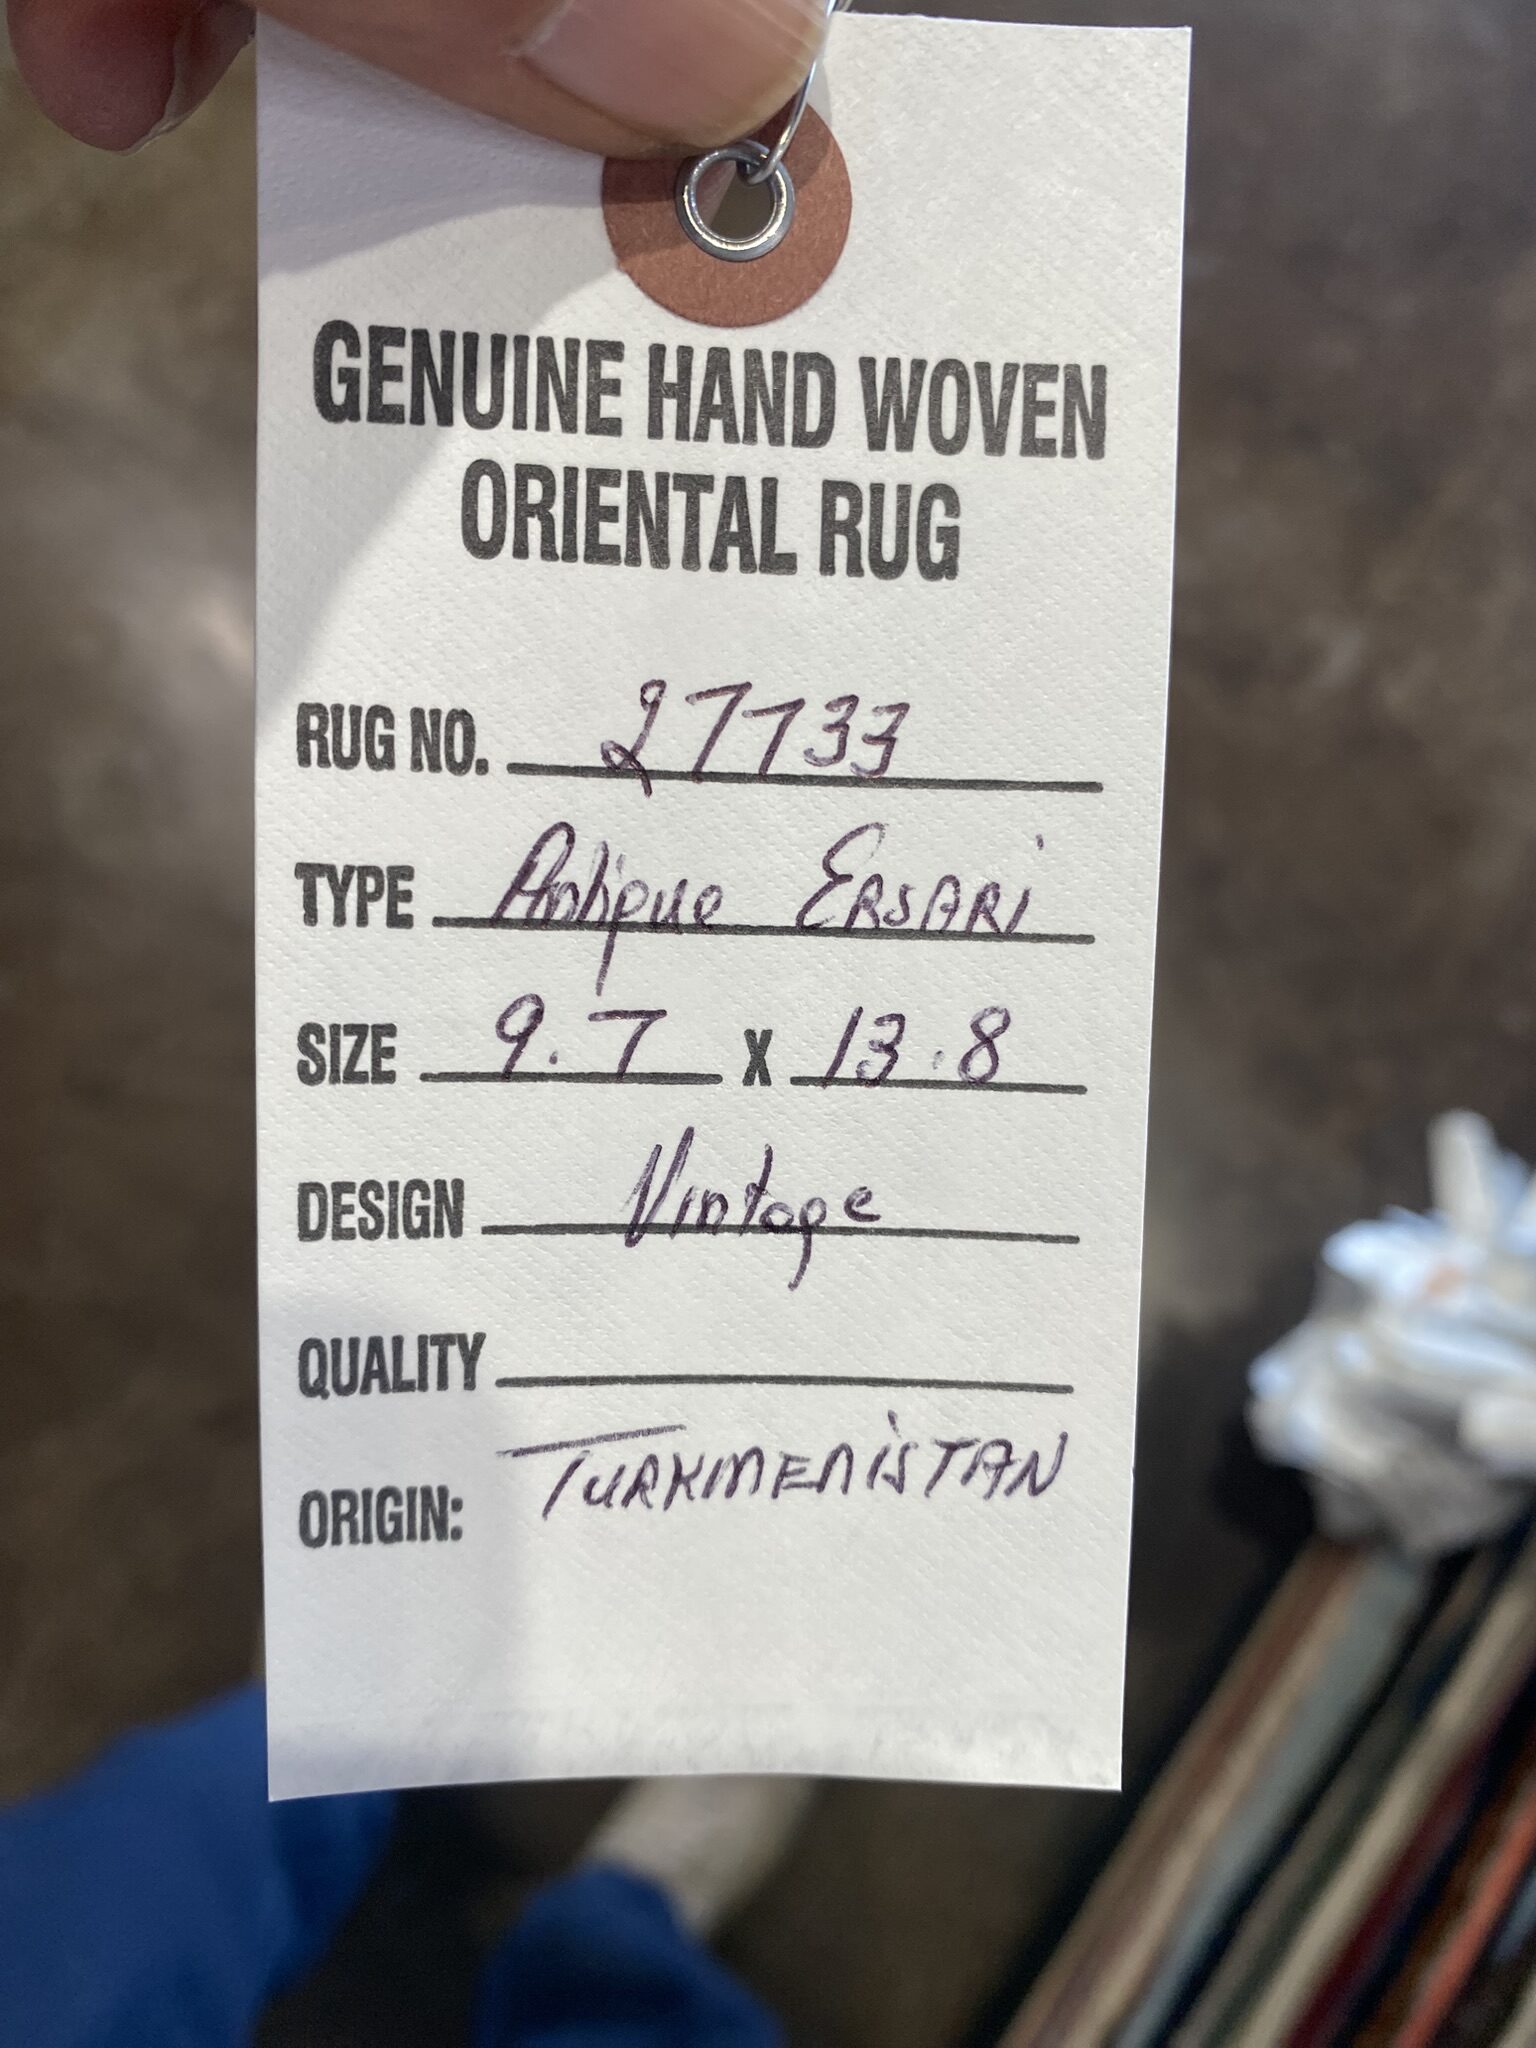 GENUINE HAND WOVEN
ORIENTAL RUG
RUG NO. 27733
TYPE Antique ERSARI
SIZE 9.7 X 13.8
DESIGN Vintage
QUALITY
ORIGIN: TURKMENISTAN